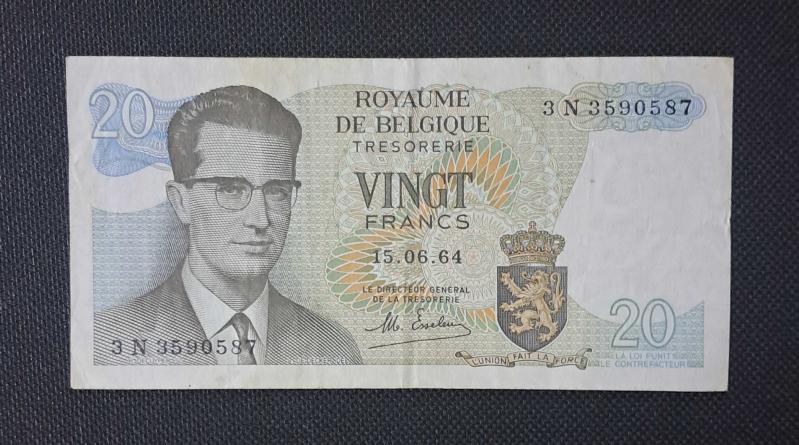 20
ROYAUME
DE BELGIQUE
TRESORERIE
3 N 3590587
VINGT
FRANCS
15.06.64
LE DIRECTEUR GENERAL
DE LA TRESORERIE
M. Esselens
3 N 3590587
L'UNION FAIT LA FORCE
20
LA LOI PUNIT
LE CONTREFACTEUR